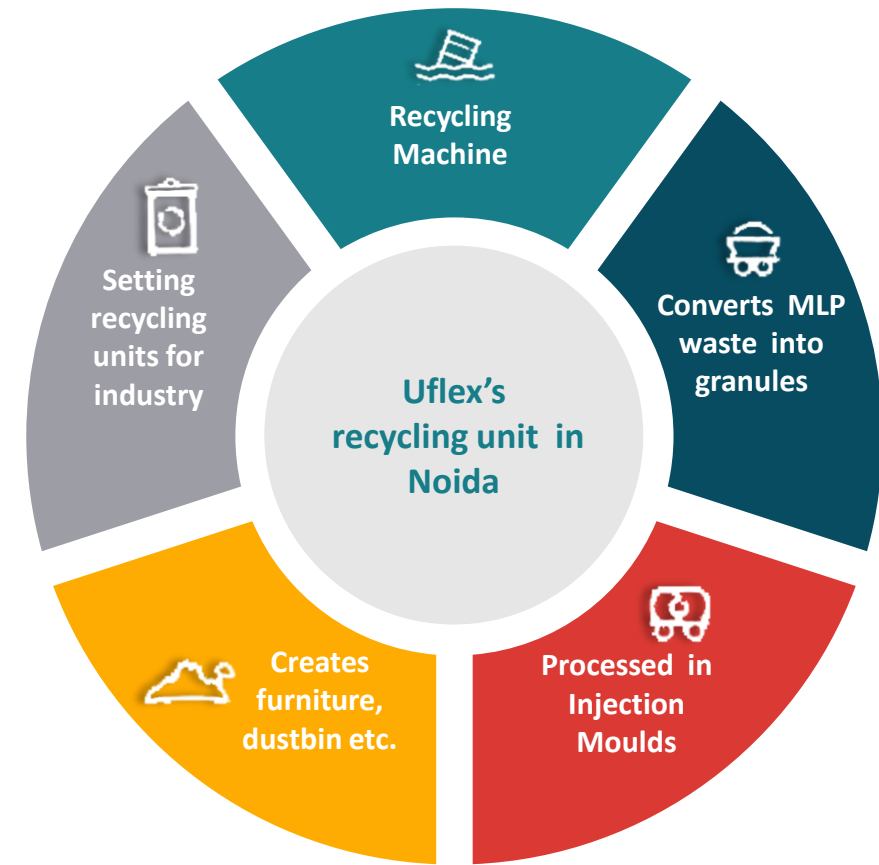 Recycling
Machine
Converts MLP
waste into
granules
Processed in
Injection
Moulds
Creates
furniture,
dustbin etc.
Setting
recycling
units for
industry
Uflex’s
recycling unit in
Noida